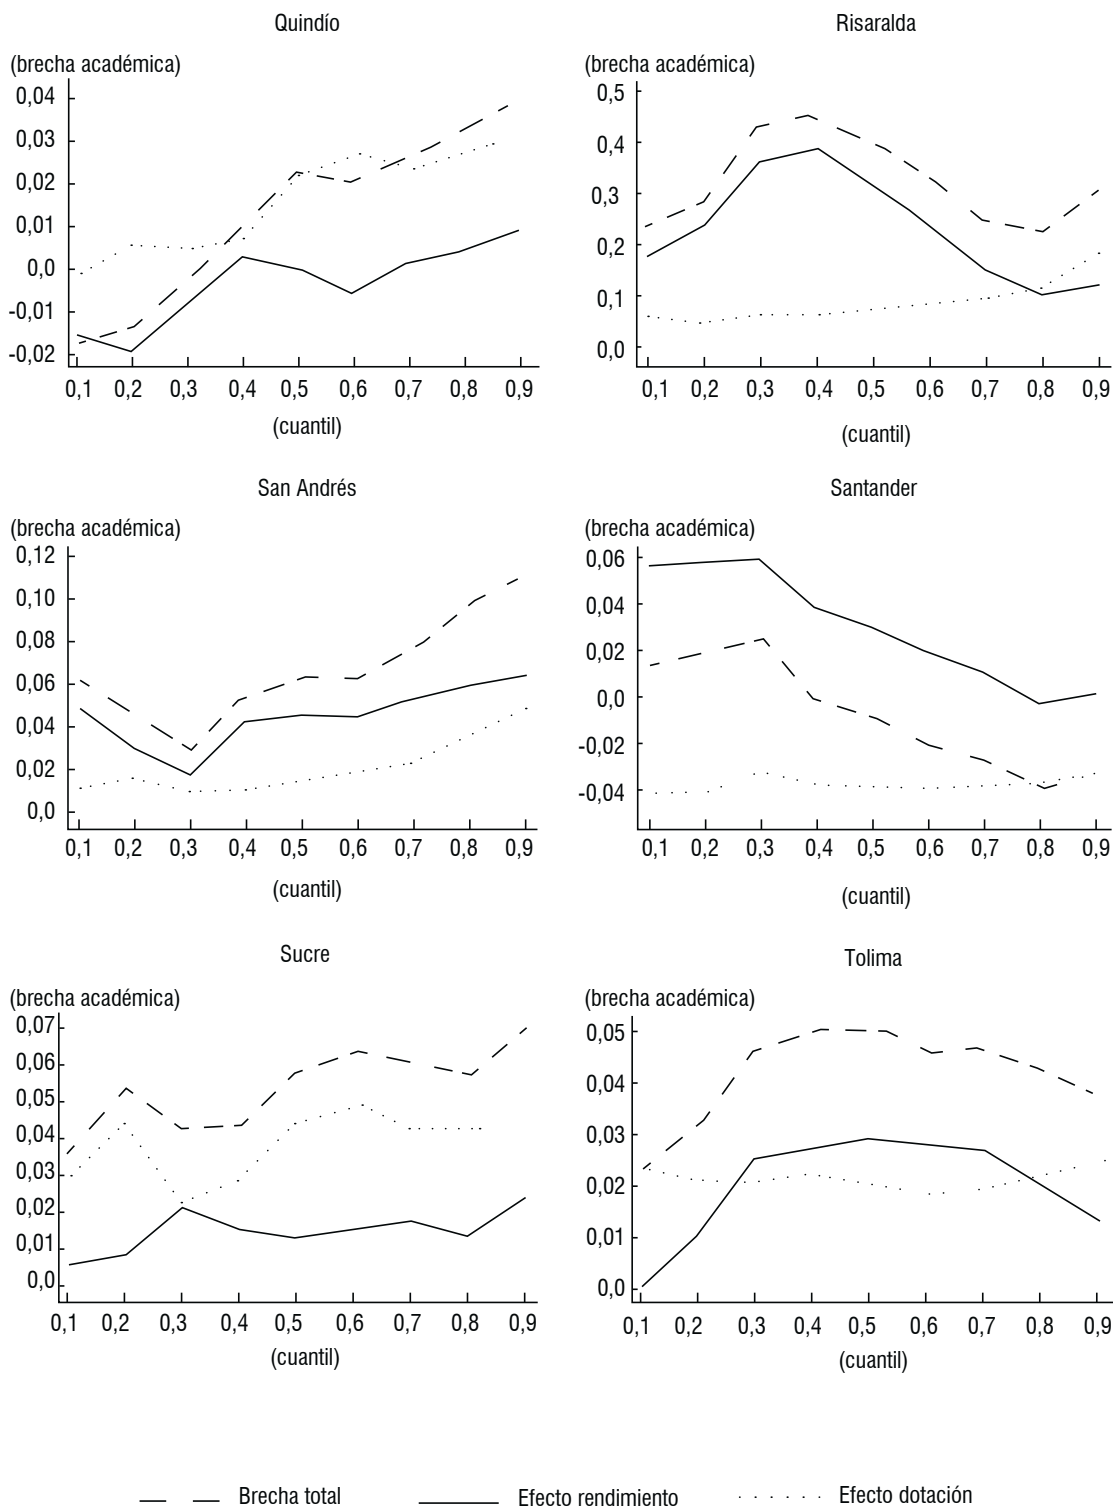 Quindío
(brecha académica)
0,04
0,03
0,02
0,01
0,0
-0,01
-0,02
0,1 0,2 0,3 0,4 0,5 0,6 0,7 0,8 0,9
(cuantil)
Risaralda
(brecha académica)
0,5
0,4
0,3
0,2
0,1
0,0
0,1 0,2 0,3 0,4 0,5 0,6 0,7 0,8 0,9
(cuantil)
San Andrés
(brecha académica)
0,12
0,10
0,08
0,06
0,04
0,02
0,0
0,1 0,2 0,3 0,4 0,5 0,6 0,7 0,8 0,9
(cuantil)
Santander
(brecha académica)
0,06
0,04
0,02
0,0
-0,02
-0,04
0,1 0,2 0,3 0,4 0,5 0,6 0,7 0,8 0,9
(cuantil)
Sucre
(brecha académica)
0,07
0,06
0,05
0,04
0,03
0,02
0,01
0,0
0,1 0,2 0,3 0,4 0,5 0,6 0,7 0,8 0,9
(cuantil)
Tolima
(brecha académica)
0,05
0,04
0,03
0,02
0,01
0,0
0,1 0,2 0,3 0,4 0,5 0,6 0,7 0,8 0,9
(cuantil)
Brecha total Efecto rendimiento Efecto dotación